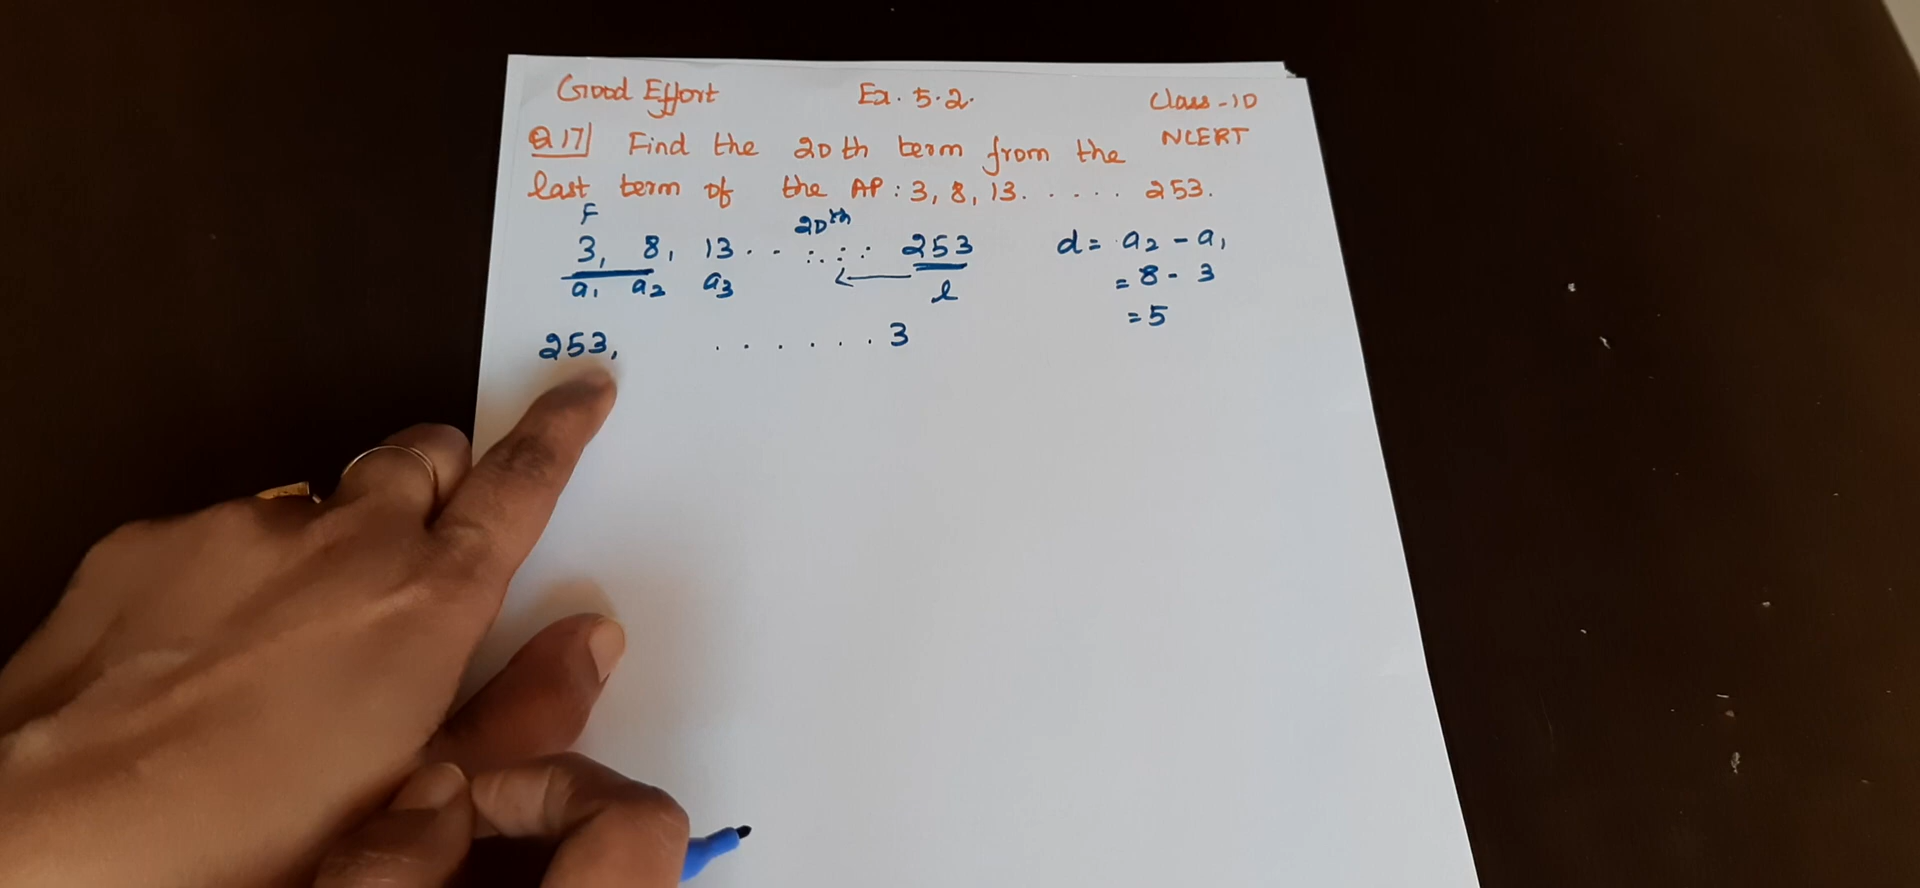 Good Effort Ex. 5.2. Class-10
NCERT
Q 17] Find the 20th term from the
last term of the AP: 3, 8, 13. . . . . 253.
F 20th
3, 8, 13 . . . . . . . . 253 d = a2 - a1
a1 a2 a3 l = 8 - 3
= 5
253, . . . . . . 3